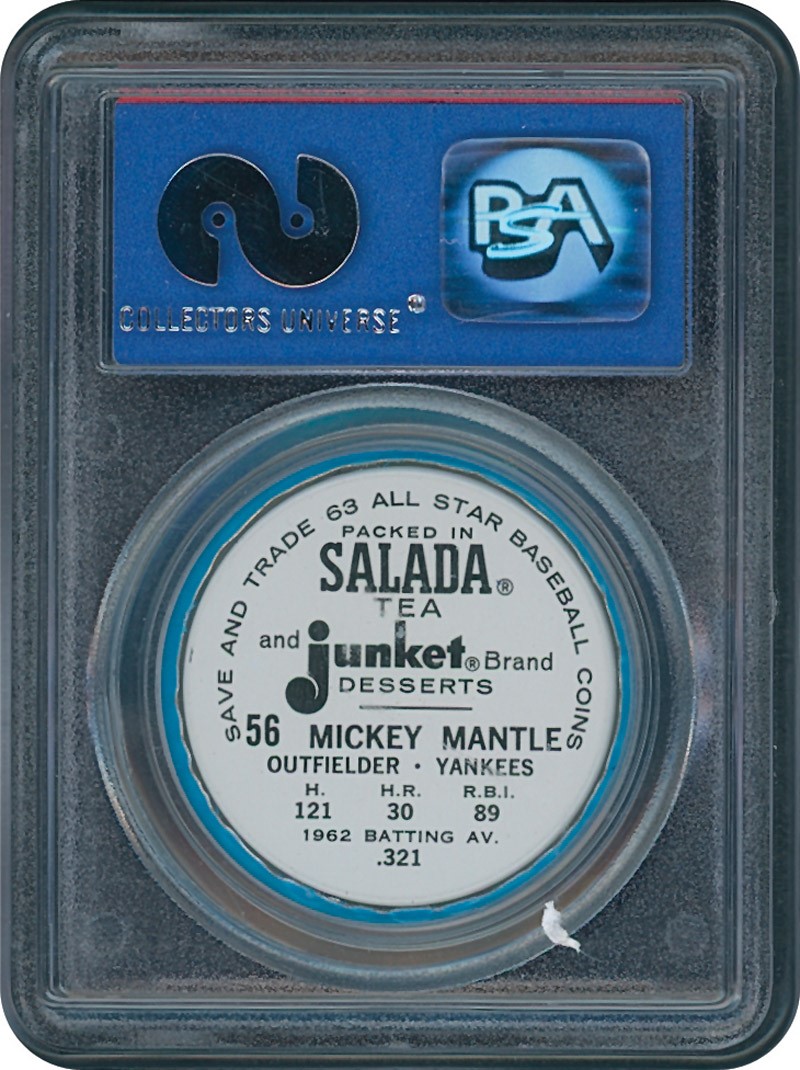 COLLECTORS UNIVERSE®
PSA
SAVE AND TRADE 63 ALL STAR BASEBALL COINS
PACKED IN
SALADA®
TEA
and junket® Brand
DESSERTS
56 MICKEY MANTLE
OUTFIELDER · YANKEES
H. H.R. R.B.I.
121 30 89
1962 BATTING AV.
.321